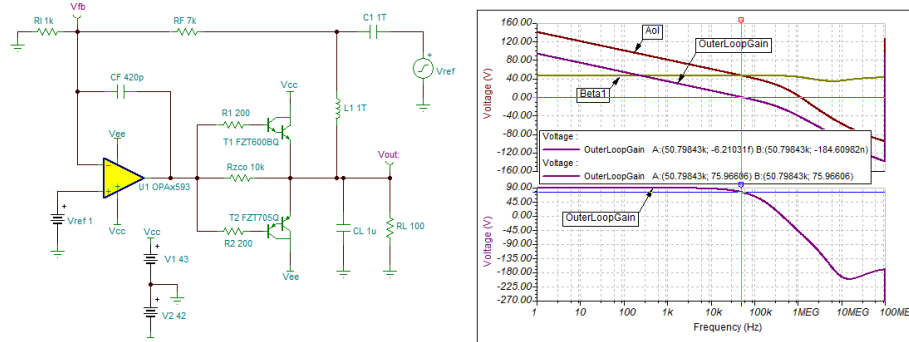 Vfb
RI 1k
RF 7k
C1 1T
Vref
CF 420p
Vcc
R1 200
L1 1T
T1 FZT600BQ
Vee
Vout
U1 OPAx593
Rzco 10k
Vref 1
T2 FZT705Q
Vcc
R2 200
CL 1u
RL 100
Vcc
Vee
V1 43
V2 42
Voltage (V)
160.00
120.00
80.00
40.00
0.00
-40.00
-80.00
-120.00
-160.00
Aol
OuterLoopGain
Beta1
Voltage :
OuterLoopGain A:(50.79843k; -6.21031f) B:(50.79843k; -184.60982n)
Voltage :
OuterLoopGain A:(50.79843k; 75.96606) B:(50.79843k; 75.96606)
Voltage (V)
90.00
45.00
0.00
-45.00
-90.00
-135.00
-180.00
-225.00
-270.00
-300.00
OuterLoopGain
1 10 100 1k 10k 100k 1MEG 10MEG 100MEG
Frequency (Hz)